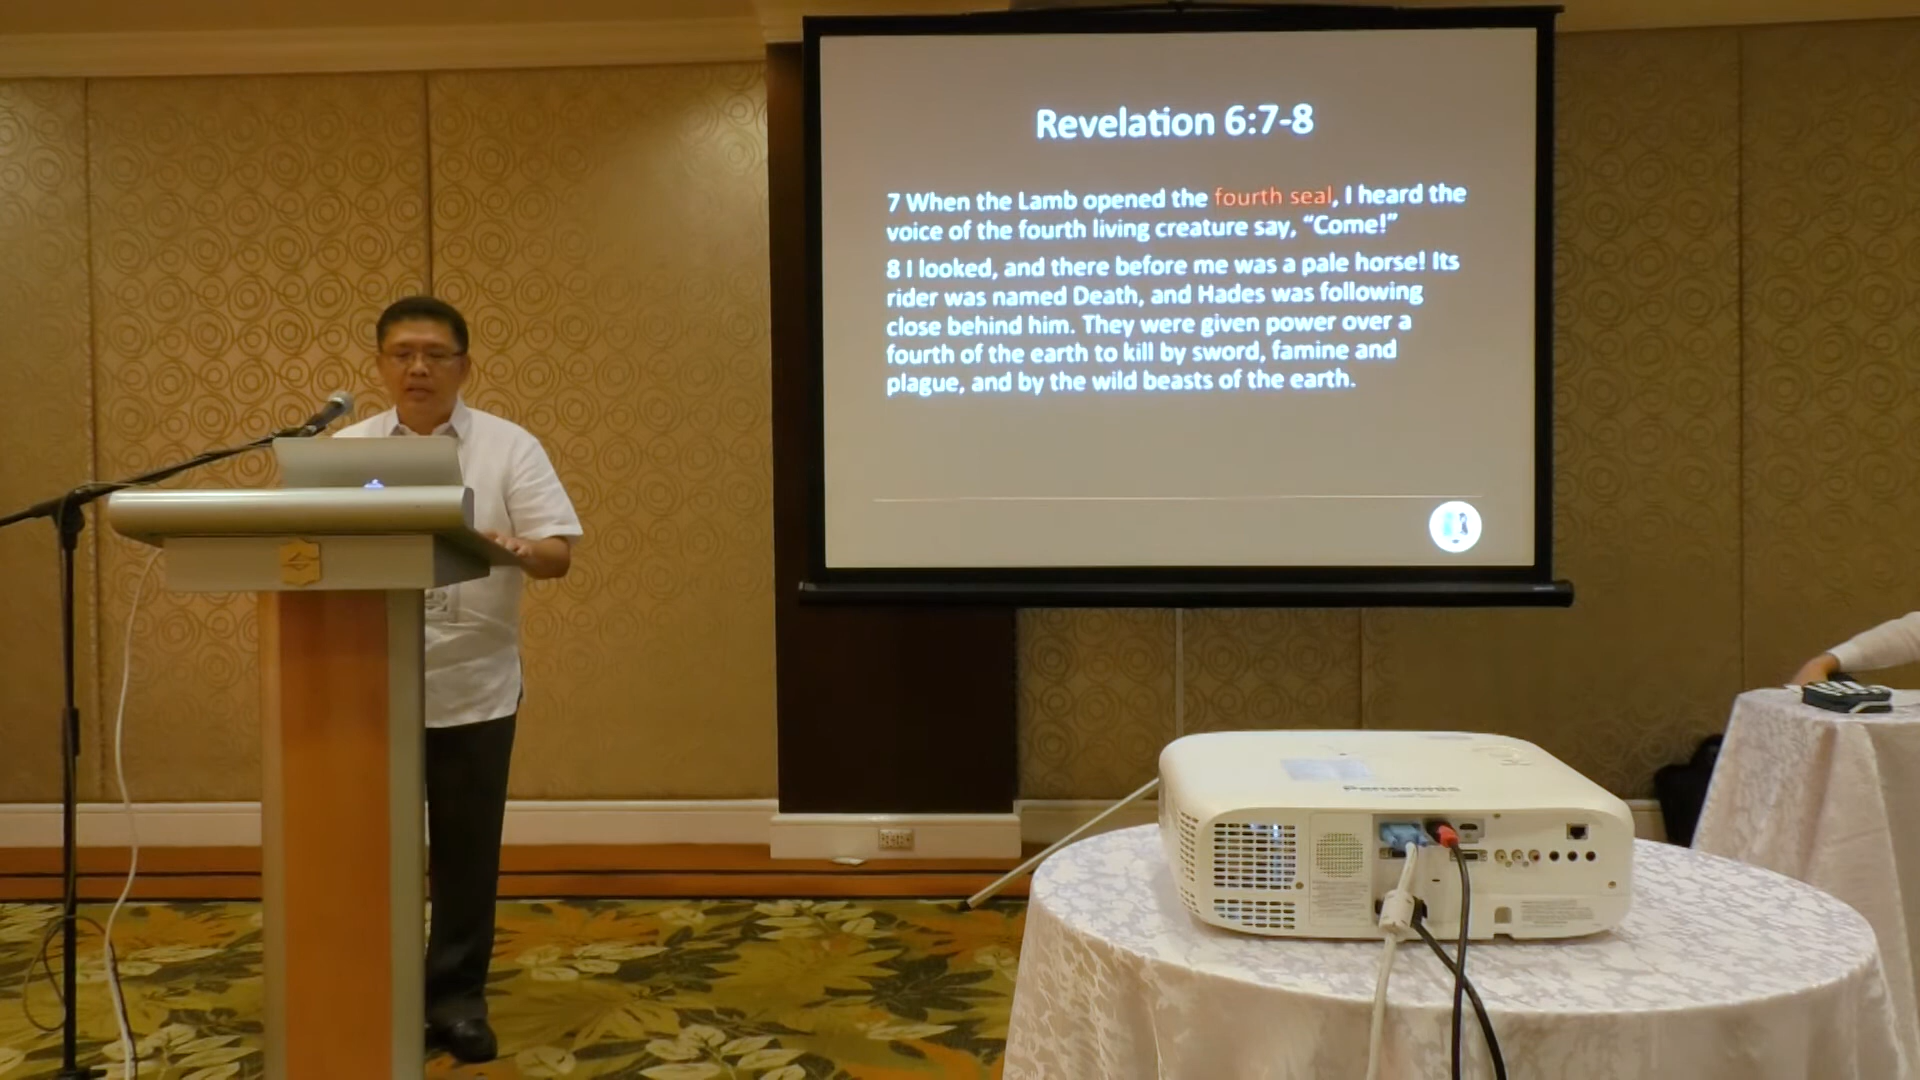 Revelation 6:7-8
7 When the Lamb opened the fourth seal, I heard the
voice of the fourth living creature say, “Come!”
8 I looked, and there before me was a pale horse! Its
rider was named Death, and Hades was following
close behind him. They were given power over a
fourth of the earth to kill by sword, famine and
plague, and by the wild beasts of the earth.
Panasonic